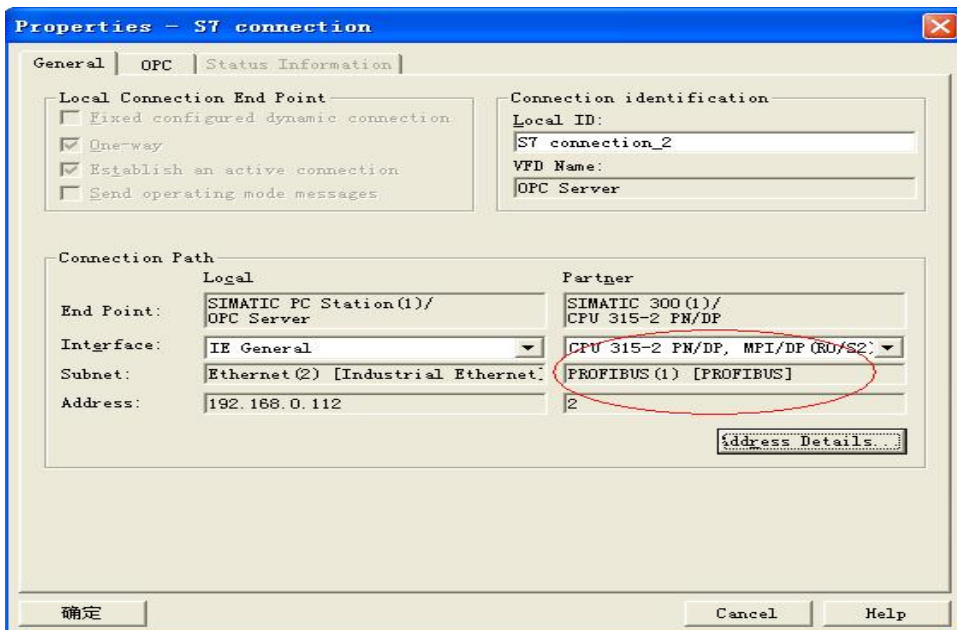 Properties - S7 connection
General OPC Status Information
Local Connection End Point
Fixed configured dynamic connection
One-way
Establish an active connection
Send operating mode messages
Connection identification
Local ID:
S7 connection_2
VFD Name:
OPC Server
Connection Path
Local Partner
End Point: SIMATIC PC Station(1)/ SIMATIC 300(1)/
OPC Server CPU 315-2 PN/DP
Interface: IE General CPU 315-2 PN/DP, MPI/DP(R0/S2)
Subnet: Ethernet(2) [Industrial Ethernet] PROFIBUS(1) [PROFIBUS]
Address: 192.168.0.112 2
Address Details...
确定 Cancel Help